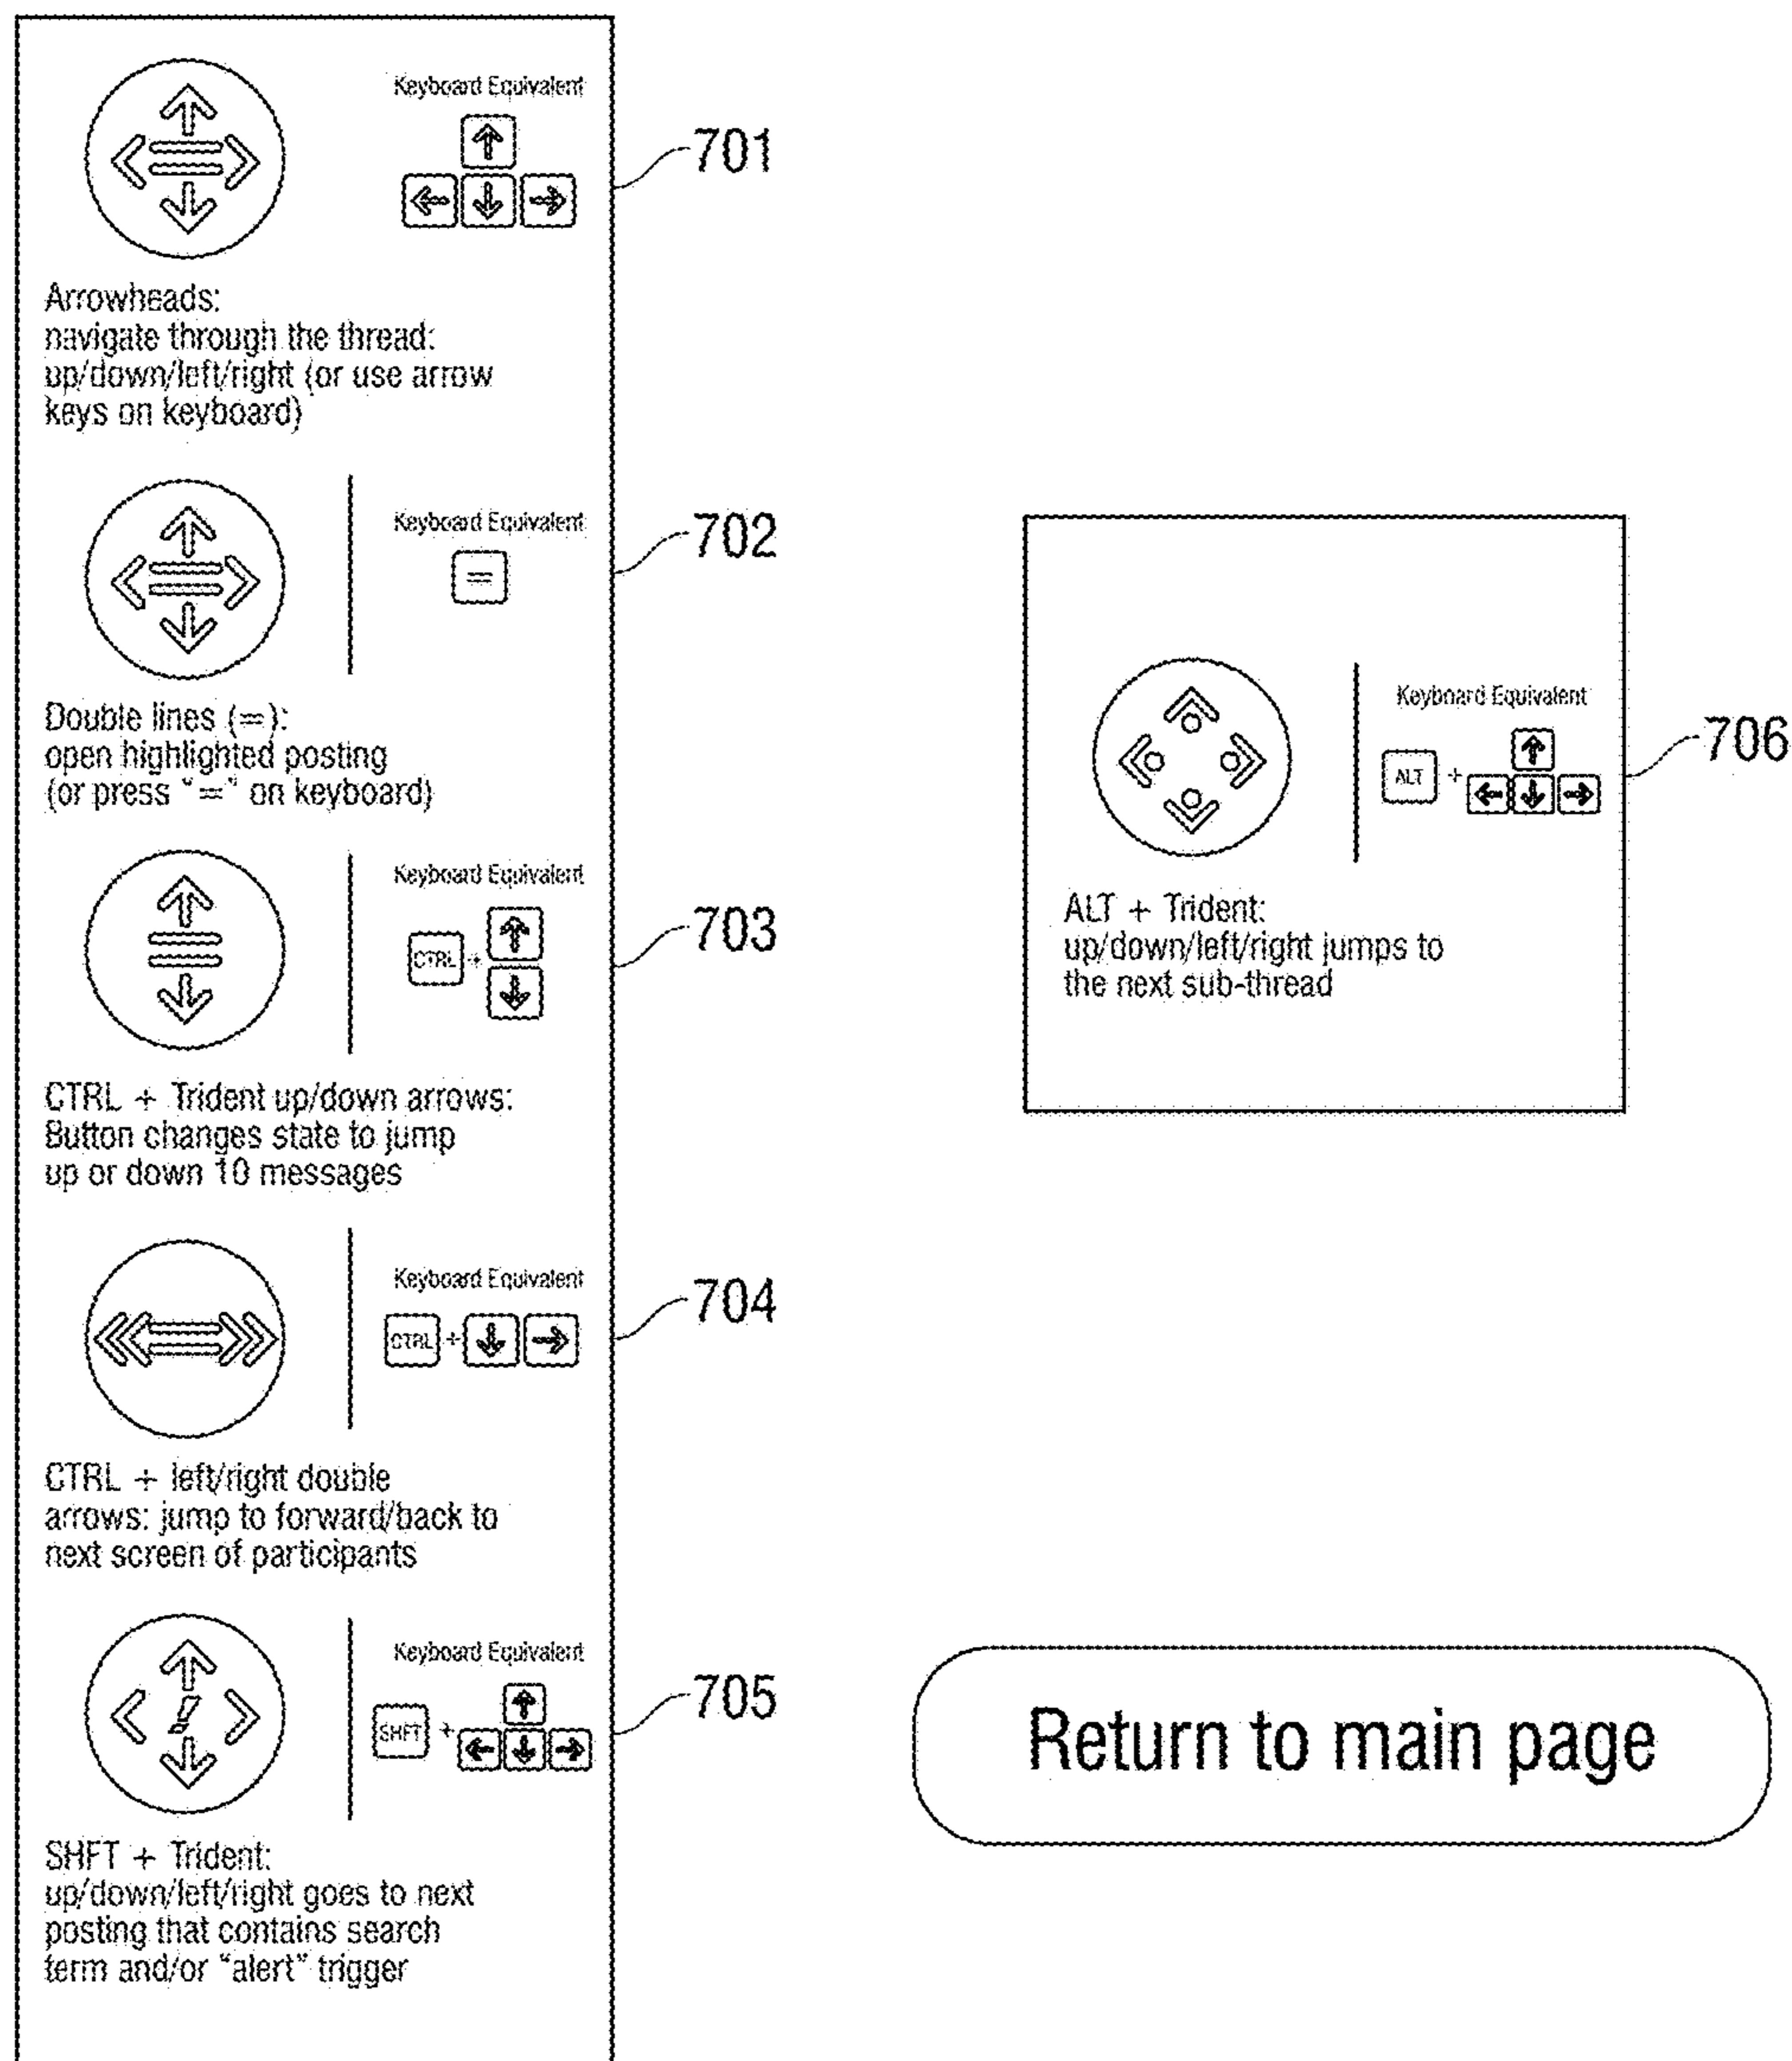 Keyboard Equivalent
701
Arrowheads:
navigate through the thread:
up/down/left/right (or use arrow
keys on keyboard)
Keyboard Equivalent
=
702
Double lines (=):
open highlighted posting
(or press "=" on keyboard)
Keyboard Equivalent
CTRL +
703
CTRL + Trident up/down arrows:
Button changes state to jump
up or down 10 messages
Keyboard Equivalent
CTRL +
704
CTRL + left/right double
arrows: jump to forward/back to
next screen of participants
Keyboard Equivalent
SHFT +
705
SHFT + Trident:
up/down/left/right goes to next
posting that contains search
term and/or "alert" trigger
Keyboard Equivalent
ALT +
706
ALT + Trident:
up/down/left/right jumps to
the next sub-thread
Return to main page